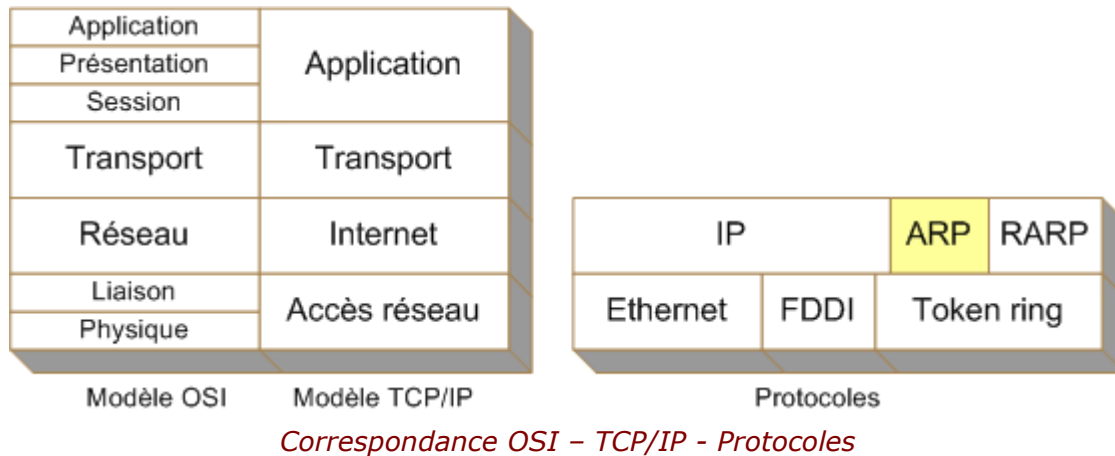 Application
Présentation
Session
Transport
Réseau
Liaison
Physique
Application
Transport
Internet
Accès réseau
IP
ARP
RARP
Ethernet
FDDI
Token ring
Modèle OSI
Modèle TCP/IP
Protocoles
Correspondance OSI – TCP/IP - Protocoles